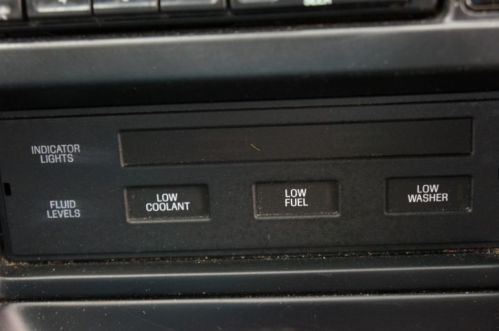 INDICATOR
LIGHTS
FLUID
LEVELS
LOW
COOLANT
LOW
FUEL
LOW
WASHER